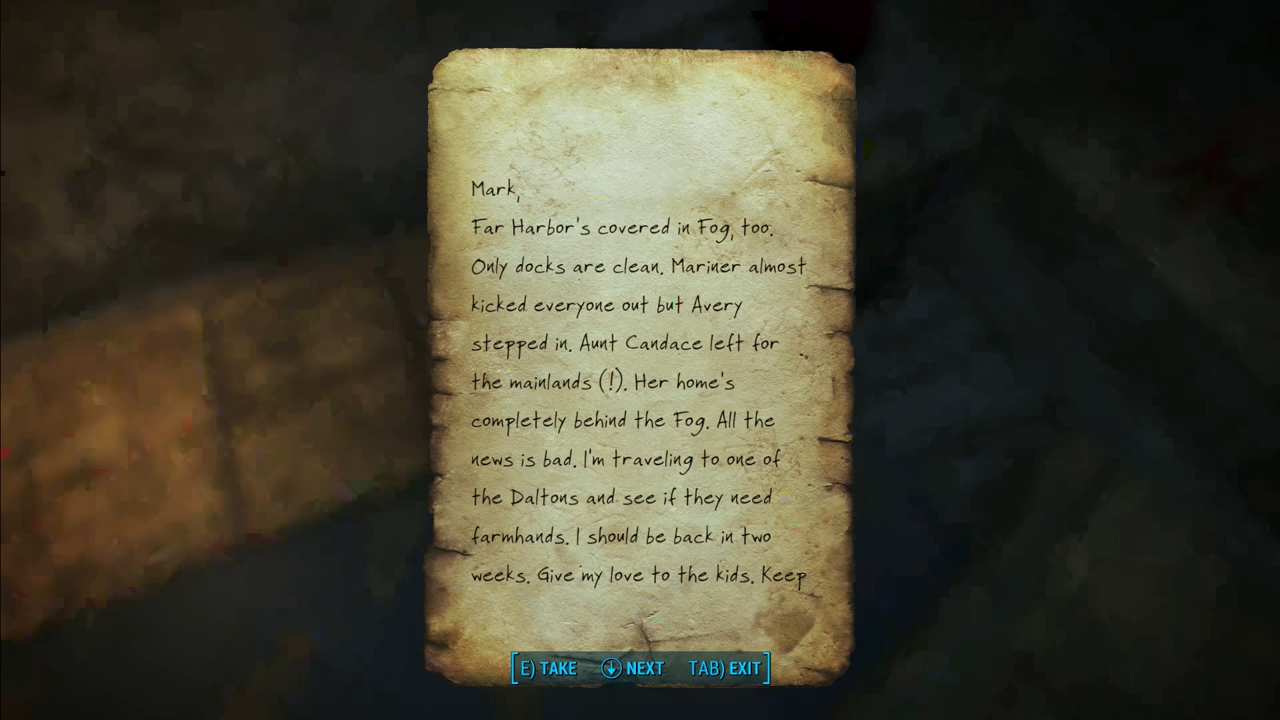 Mark,
Far Harbor's covered in Fog, too.
Only docks are clean. Mariner almost
kicked everyone out but Avery
stepped in. Aunt Candace left for
the mainlands (!). Her home's
completely behind the Fog. All the
news is bad. I'm traveling to one of
the Daltons and see if they need
farmhands. I should be back in two
weeks. Give my love to the kids. Keep
E) TAKE NEXT TAB) EXIT